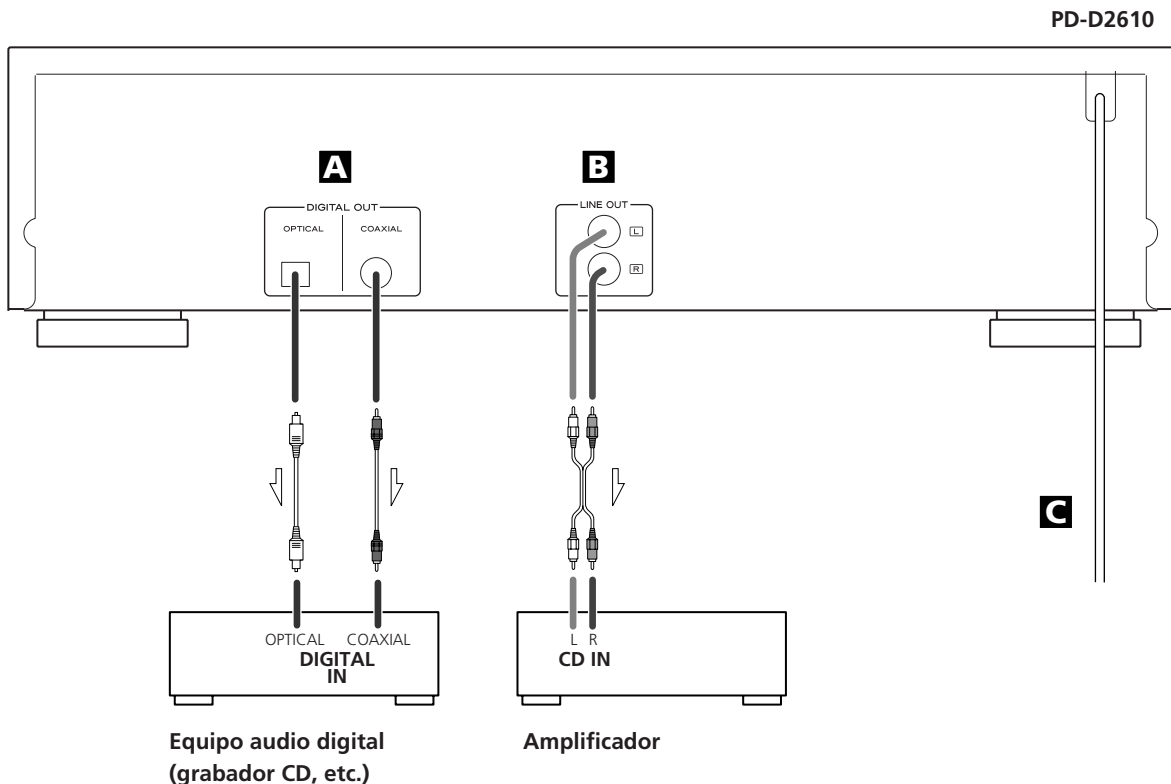 PD-D2610
A
B
DIGITAL OUT
OPTICAL
COAXIAL
LINE OUT
L
R
C
OPTICAL
COAXIAL
DIGITAL
IN
L R
CD IN
Equipo audio digital
(grabador CD, etc.)
Amplificador